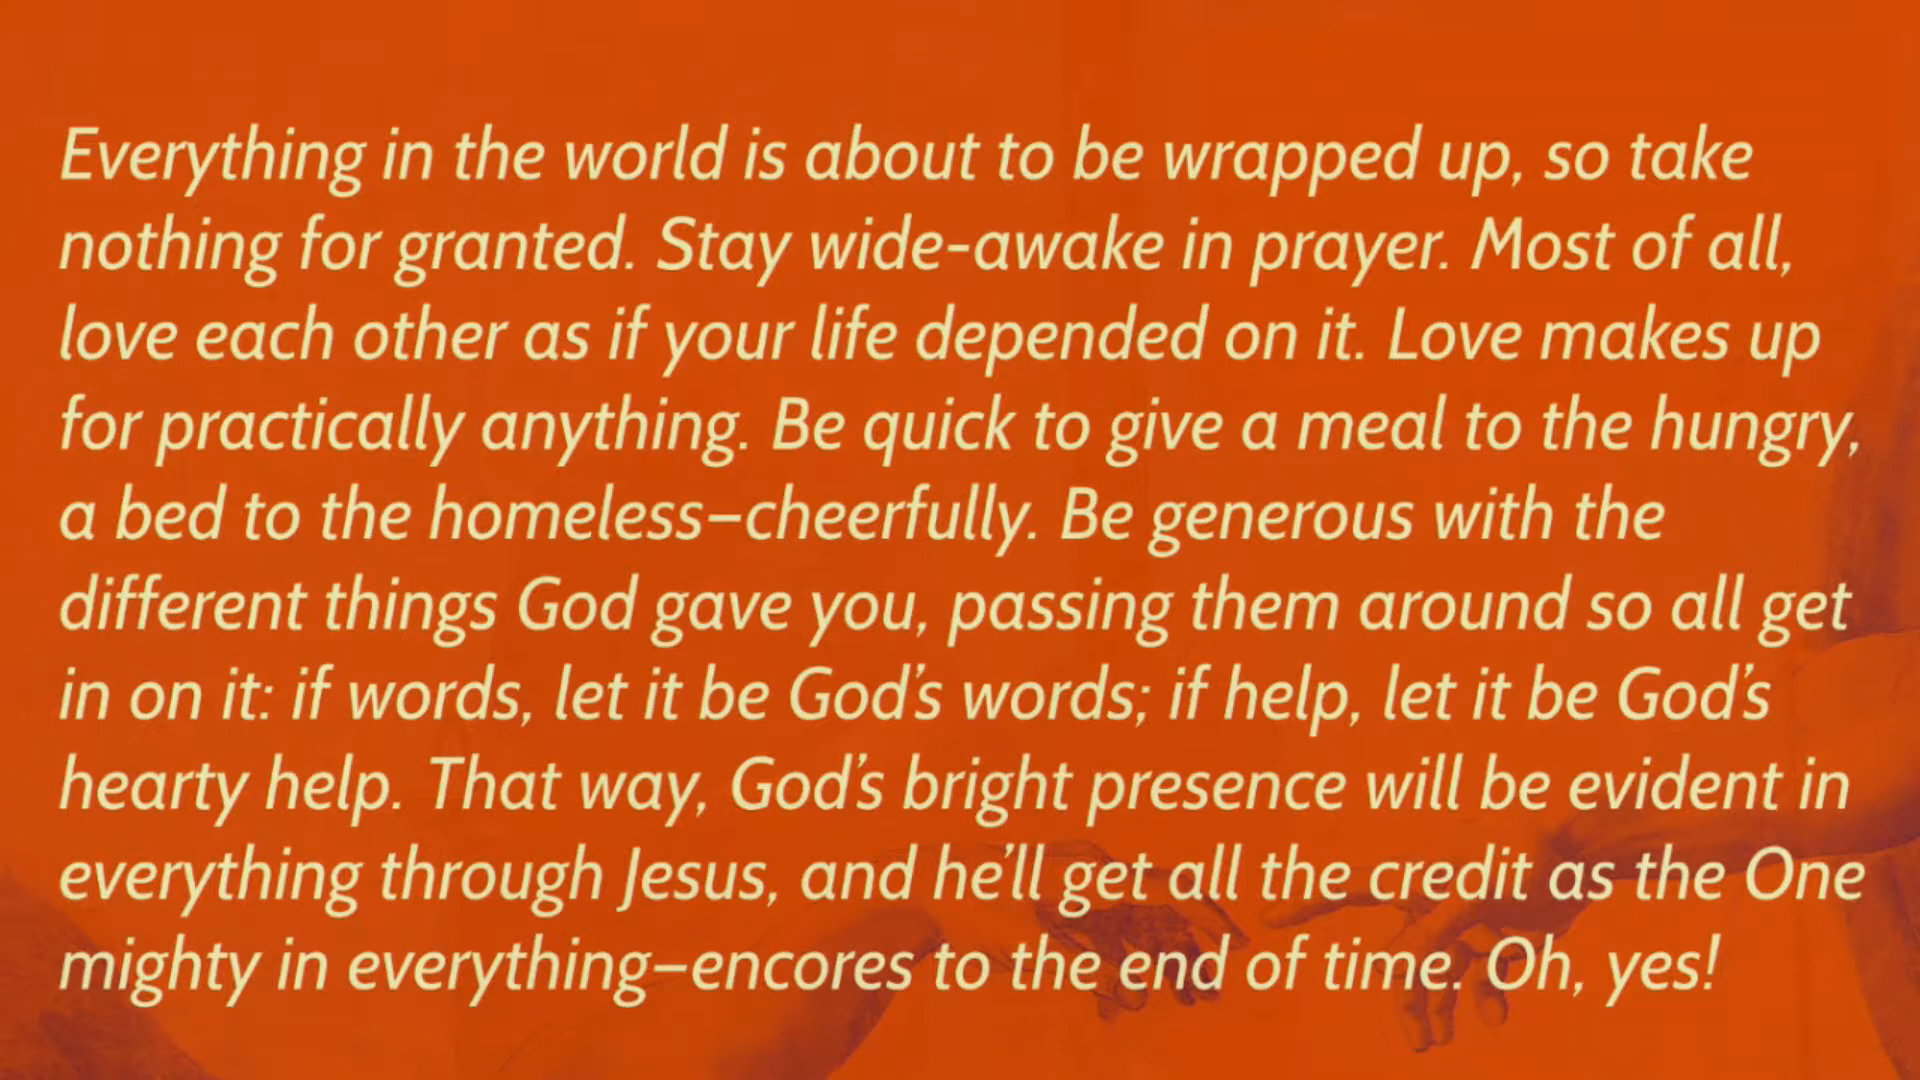 Everything in the world is about to be wrapped up, so take
nothing for granted. Stay wide-awake in prayer. Most of all,
love each other as if your life depended on it. Love makes up
for practically anything. Be quick to give a meal to the hungry,
a bed to the homeless–cheerfully. Be generous with the
different things God gave you, passing them around so all get
in on it: if words, let it be God’s words; if help, let it be God’s
hearty help. That way, God’s bright presence will be evident in
everything through Jesus, and he’ll get all the credit as the One
mighty in everything–encores to the end of time. Oh, yes!